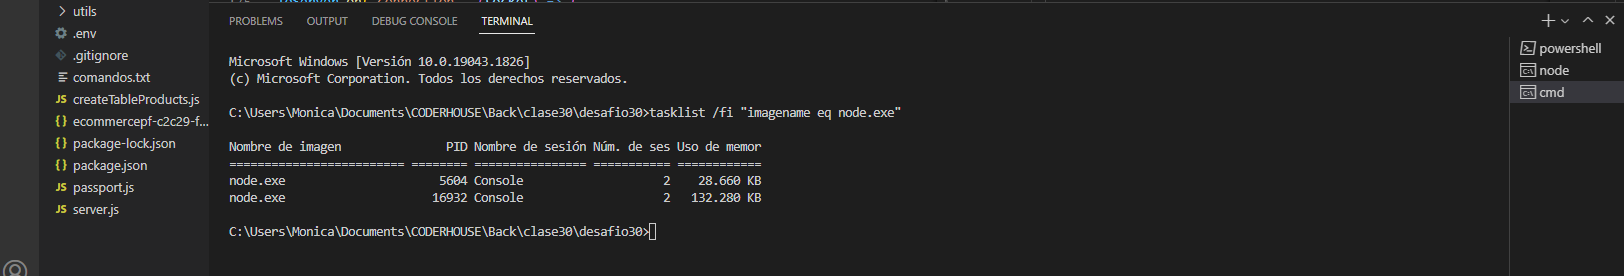 utils
.env
.gitignore
comandos.txt
createTableProducts.js
ecommercepf-c2c29-f...
package-lock.json
package.json
passport.js
server.js
PROBLEMS OUTPUT DEBUG CONSOLE TERMINAL
Microsoft Windows [Versión 10.0.19043.1826]
(c) Microsoft Corporation. Todos los derechos reservados.
C:\Users\Monica\Documents\CODERHOUSE\Back\clase30\desafio30>tasklist /fi "imagename eq node.exe"
Nombre de imagen                     PID Nombre de sesión Núm. de ses Uso de memor
========================= ======== ================ =========== ============
node.exe                      5604 Console                    2    28.660 KB
node.exe                     16932 Console                    2   132.280 KB
C:\Users\Monica\Documents\CODERHOUSE\Back\clase30\desafio30>
powershell
node
cmd